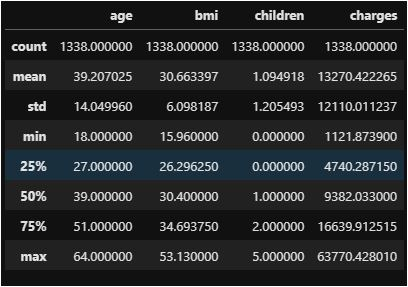 age bmi children charges
count 1338.000000 1338.000000 1338.000000 1338.000000
mean 39.207025 30.663397 1.094918 13270.422265
std 14.049960 6.098187 1.205493 12110.011237
min 18.000000 15.960000 0.000000 1121.873900
25% 27.000000 26.296250 0.000000 4740.287150
50% 39.000000 30.400000 1.000000 9382.033000
75% 51.000000 34.693750 2.000000 16639.912515
max 64.000000 53.130000 5.000000 63770.428010